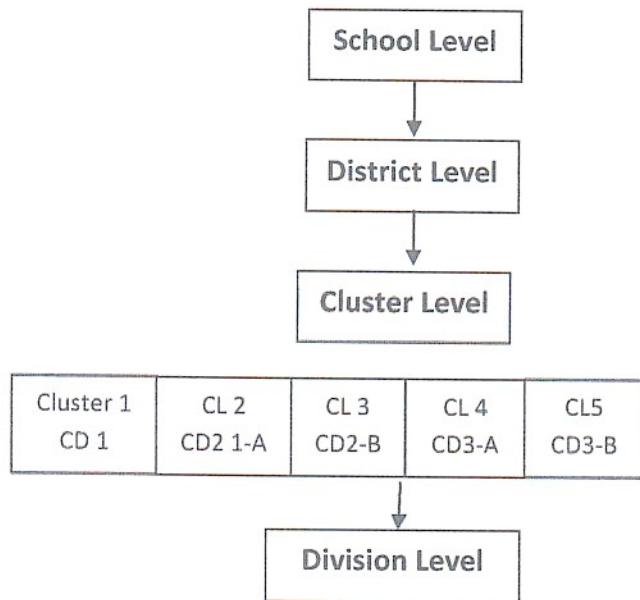 School Level
District Level
Cluster Level
Cluster 1
CD 1
CL 2
CD2 1-A
CL 3
CD2-B
CL 4
CD3-A
CL5
CD3-B
Division Level